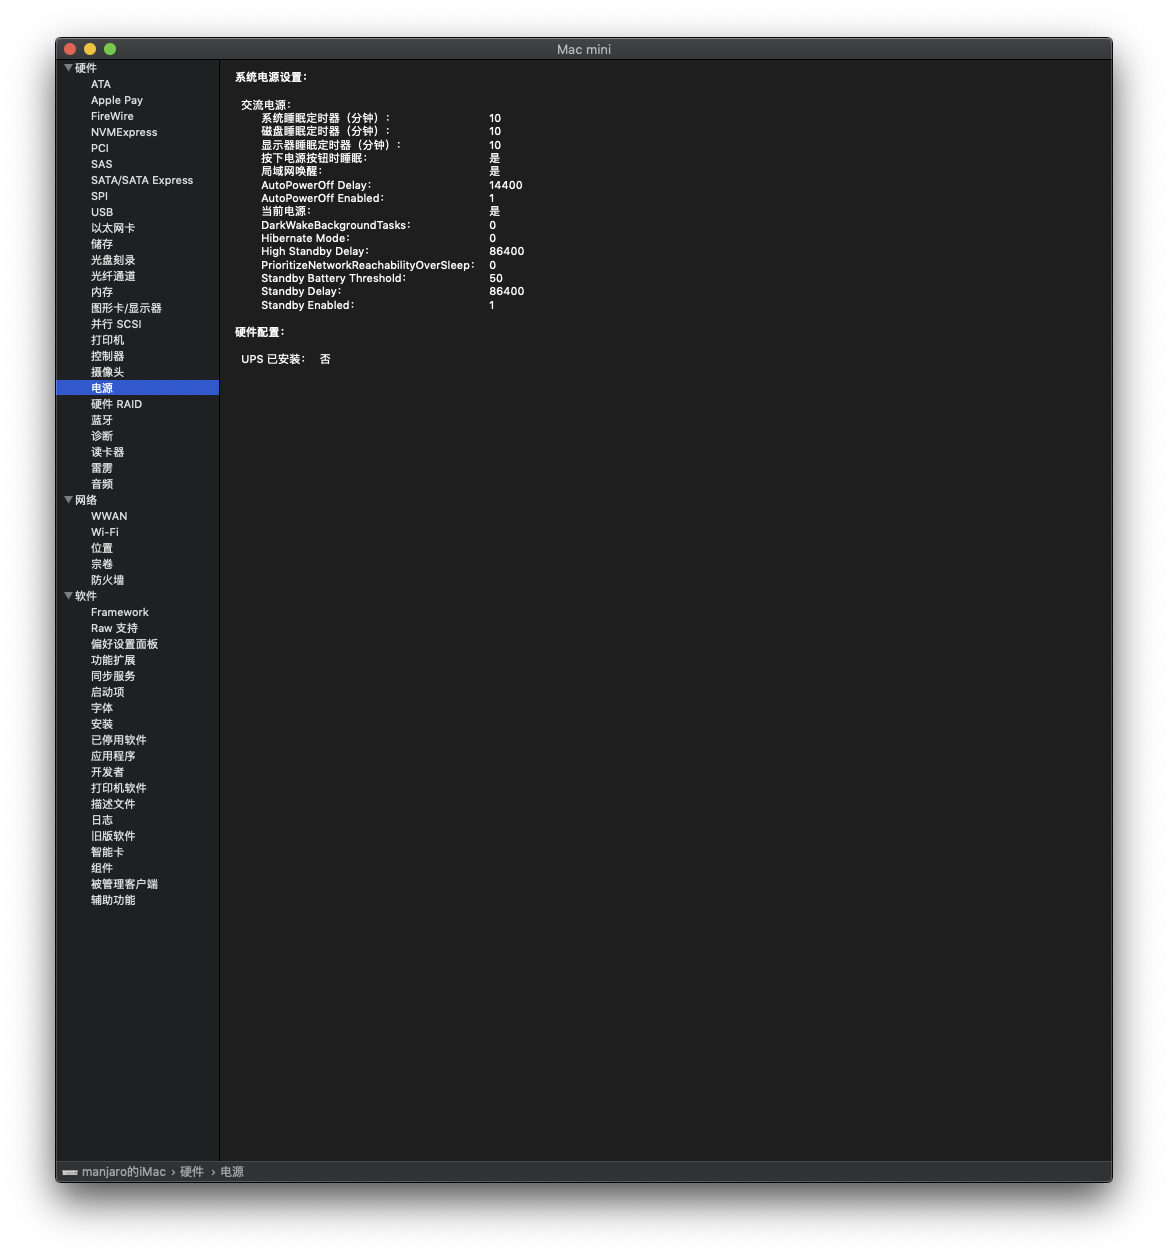 Mac mini
硬件
ATA
Apple Pay
FireWire
NVMExpress
PCI
SAS
SATA/SATA Express
SPI
USB
以太网卡
储存
光盘刻录
光纤通道
内存
图形卡/显示器
并行 SCSI
打印机
控制器
摄像头
电源
硬件 RAID
蓝牙
诊断
读卡器
雷雳
音频
网络
WWAN
Wi-Fi
位置
宗卷
防火墙
软件
Framework
Raw 支持
偏好设置面板
功能扩展
同步服务
启动项
字体
安装
已停用软件
应用程序
开发者
打印机软件
描述文件
日志
旧版软件
智能卡
组件
被管理客户端
辅助功能
系统电源设置：
交流电源：
系统睡眠定时器（分钟）： 10
磁盘睡眠定时器（分钟）： 10
显示器睡眠定时器（分钟）： 10
按下电源按钮时睡眠： 是
局域网唤醒： 是
AutoPowerOff Delay： 14400
AutoPowerOff Enabled： 1
当前电源： 是
DarkWakeBackgroundTasks： 0
Hibernate Mode： 0
High Standby Delay： 86400
PrioritizeNetworkReachabilityOverSleep： 0
Standby Battery Threshold： 50
Standby Delay： 86400
Standby Enabled： 1
硬件配置：
UPS 已安装： 否
manjaro的iMac › 硬件 › 电源